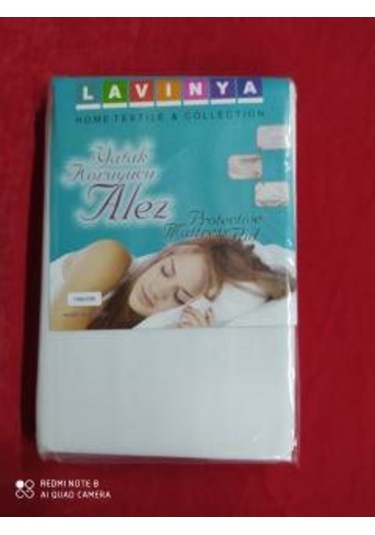 LAVINYA
HOME TEXTILE & COLLECTION
Yatak
Koruyucu
Alez
Protective
Mattress Pad
REDMI NOTE 8
AI QUAD CAMERA